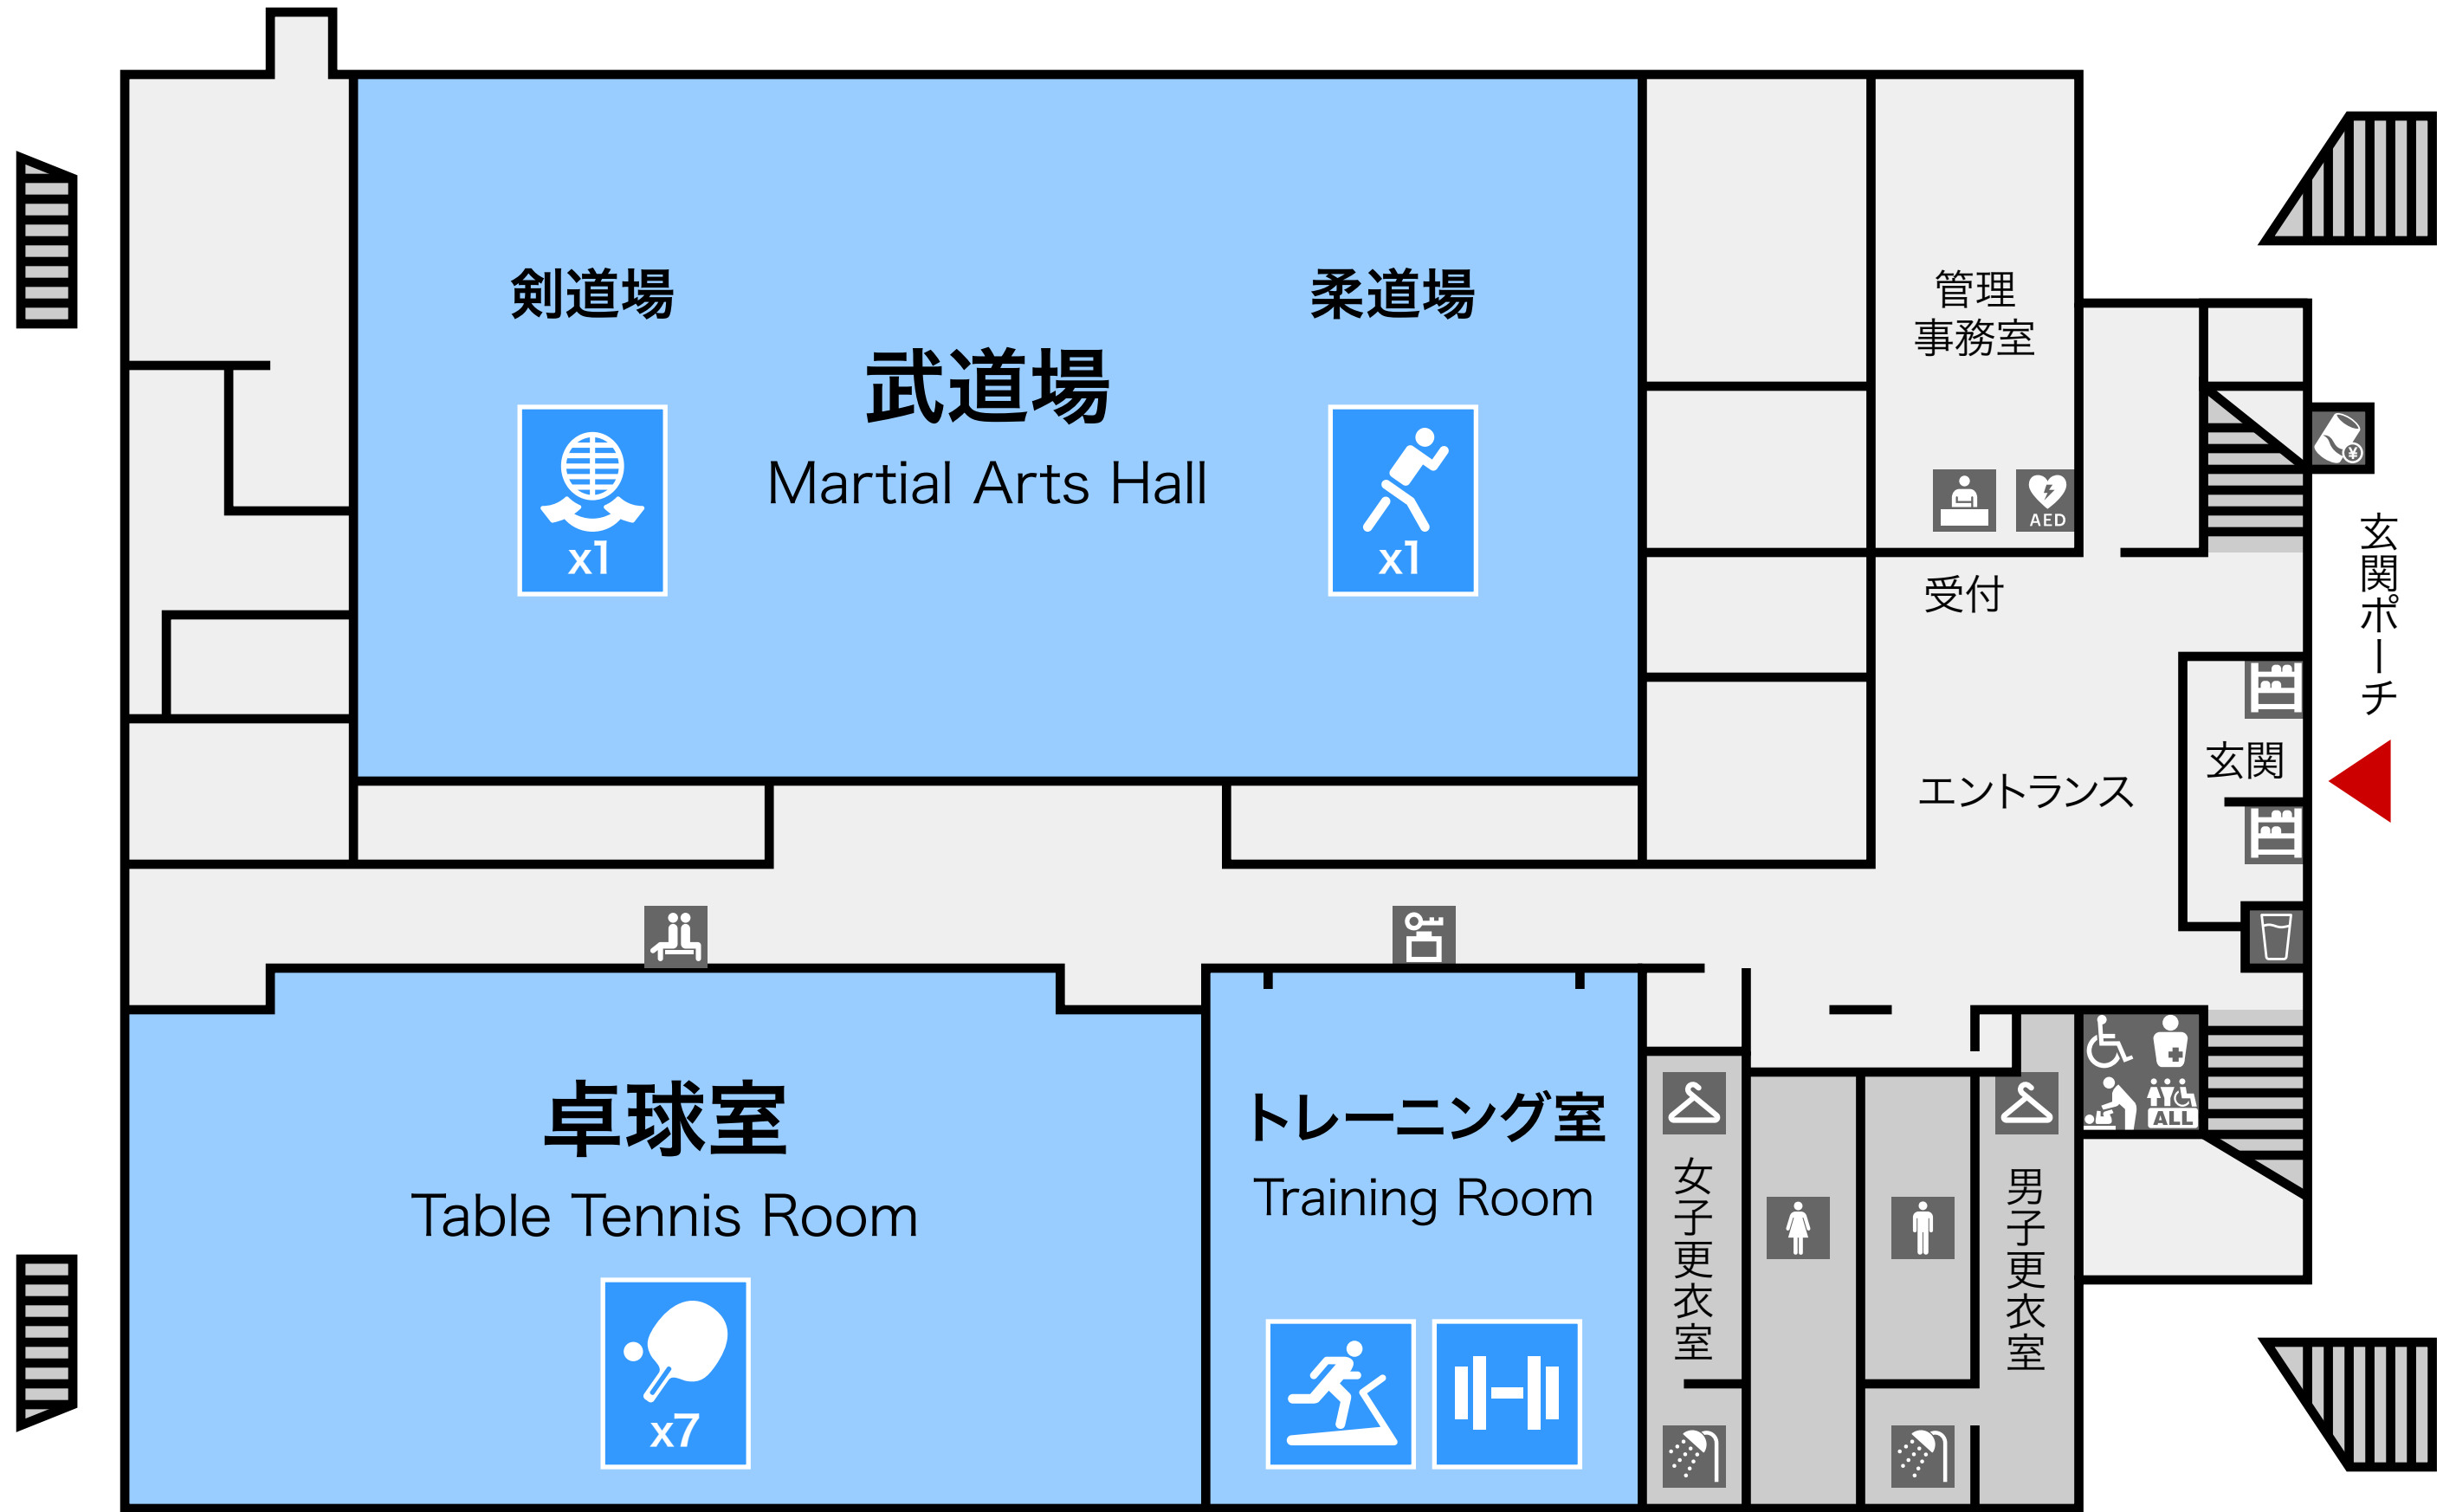 剣道場
柔道場
武道場
Martial Arts Hall
x1
x1
管理
事務室
AED
¥
受付
玄関ポーチ
玄関
エントランス
卓球室
Table Tennis Room
x7
トレーニング室
Training Room
女子更衣室
男子更衣室
ALL